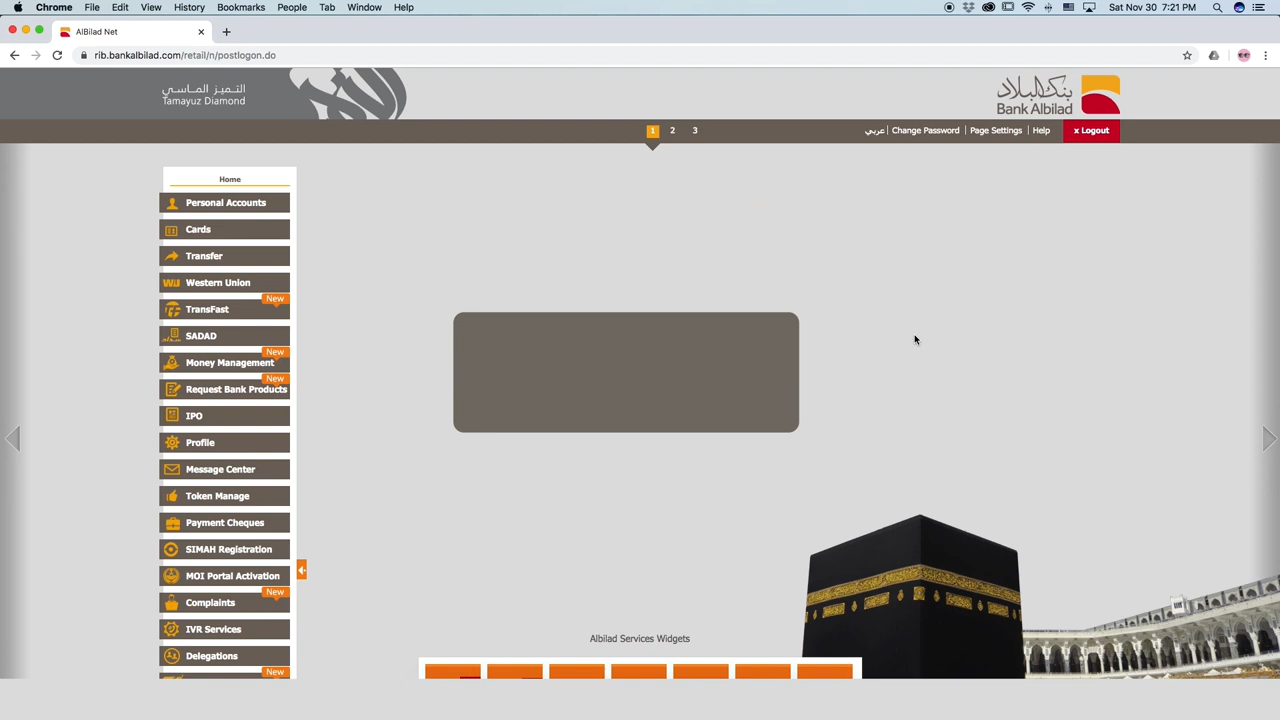 Chrome File Edit View History Bookmarks People Tab Window Help Sat Nov 30 7:21 PM
AlBilad Net
rib.bankalbilad.com/retail/n/postlogon.do
التميز الماسي
Tamayuz Diamond
بنك البلاد
Bank Albilad
1 2 3 عربي Change Password Page Settings Help x Logout
Home
Personal Accounts
Cards
Transfer
Western Union
New
TransFast
SADAD
New
Money Management
New
Request Bank Products
IPO
Profile
Message Center
Token Manage
Payment Cheques
SIMAH Registration
MOI Portal Activation
New
Complaints
IVR Services
Delegations
New
Albilad Services Widgets